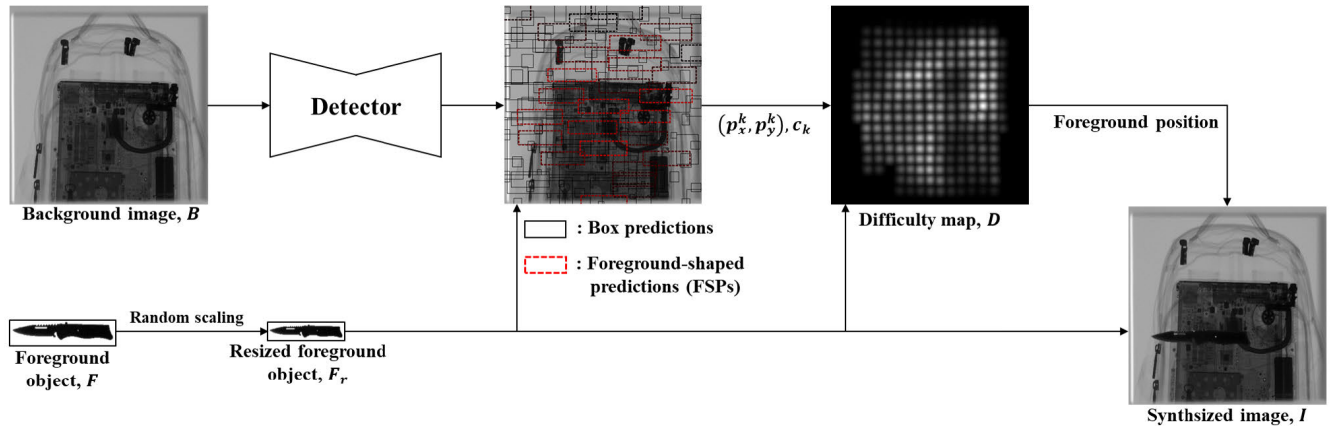 Detector
(p_x^k, p_y^k), c_k
Foreground position
Background image, B
: Box predictions
: Foreground-shaped
predictions (FSPs)
Difficulty map, D
Random scaling
Foreground
object, F
Resized foreground
object, F_r
Synthsized image, I